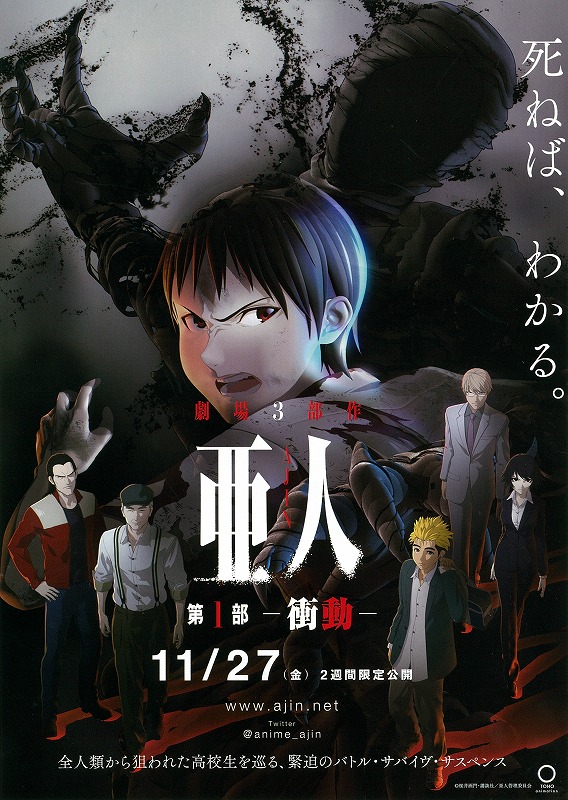 死ねば、わかる。
劇場3部作
亜人
第1部 ―衝動―
11/27(金) 2週間限定公開
www.ajin.net
Twitter
@anime_ajin
全人類から狙われた高校生を巡る、緊迫のバトル・サバイヴ・サスペンス
©桜井画門・講談社／亜人管理委員会
TOHO
animation